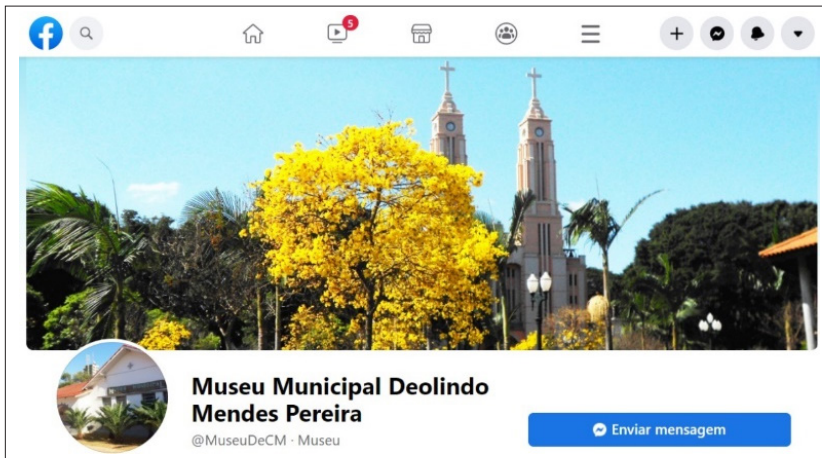 5
Museu Municipal Deolindo
Mendes Pereira
@MuseuDeCM · Museu
Enviar mensagem